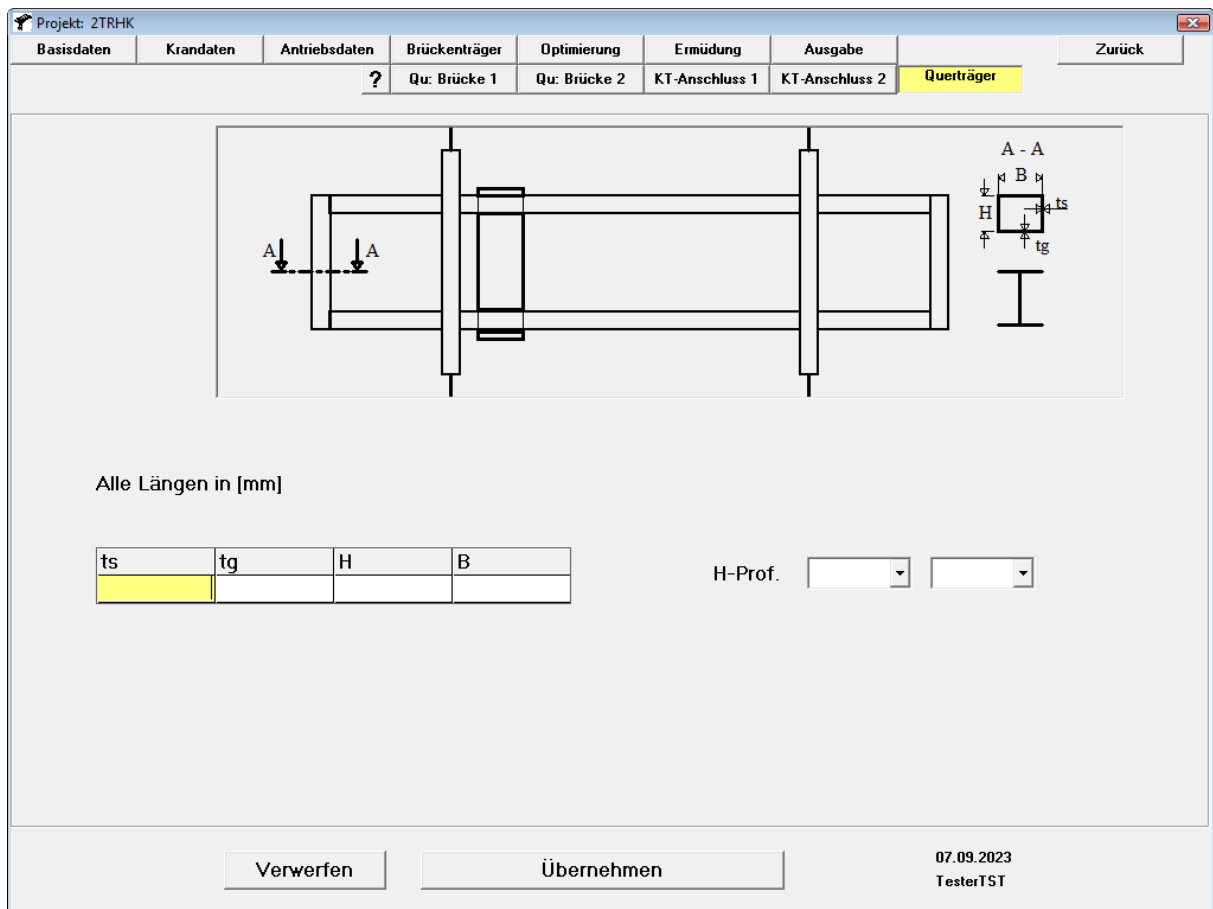 Projekt: 2TRHK
Basisdaten Krandaten Antriebsdaten Brückenträger Optimierung Ermüdung Ausgabe Zurück
? Qu: Brücke 1 Qu: Brücke 2 KT-Anschluss 1 KT-Anschluss 2 Querträger
A - A
B
H ts
tg
A A
Alle Längen in [mm]
ts tg H B
H-Prof.
Verwerfen Übernehmen
07.09.2023
TesterTST